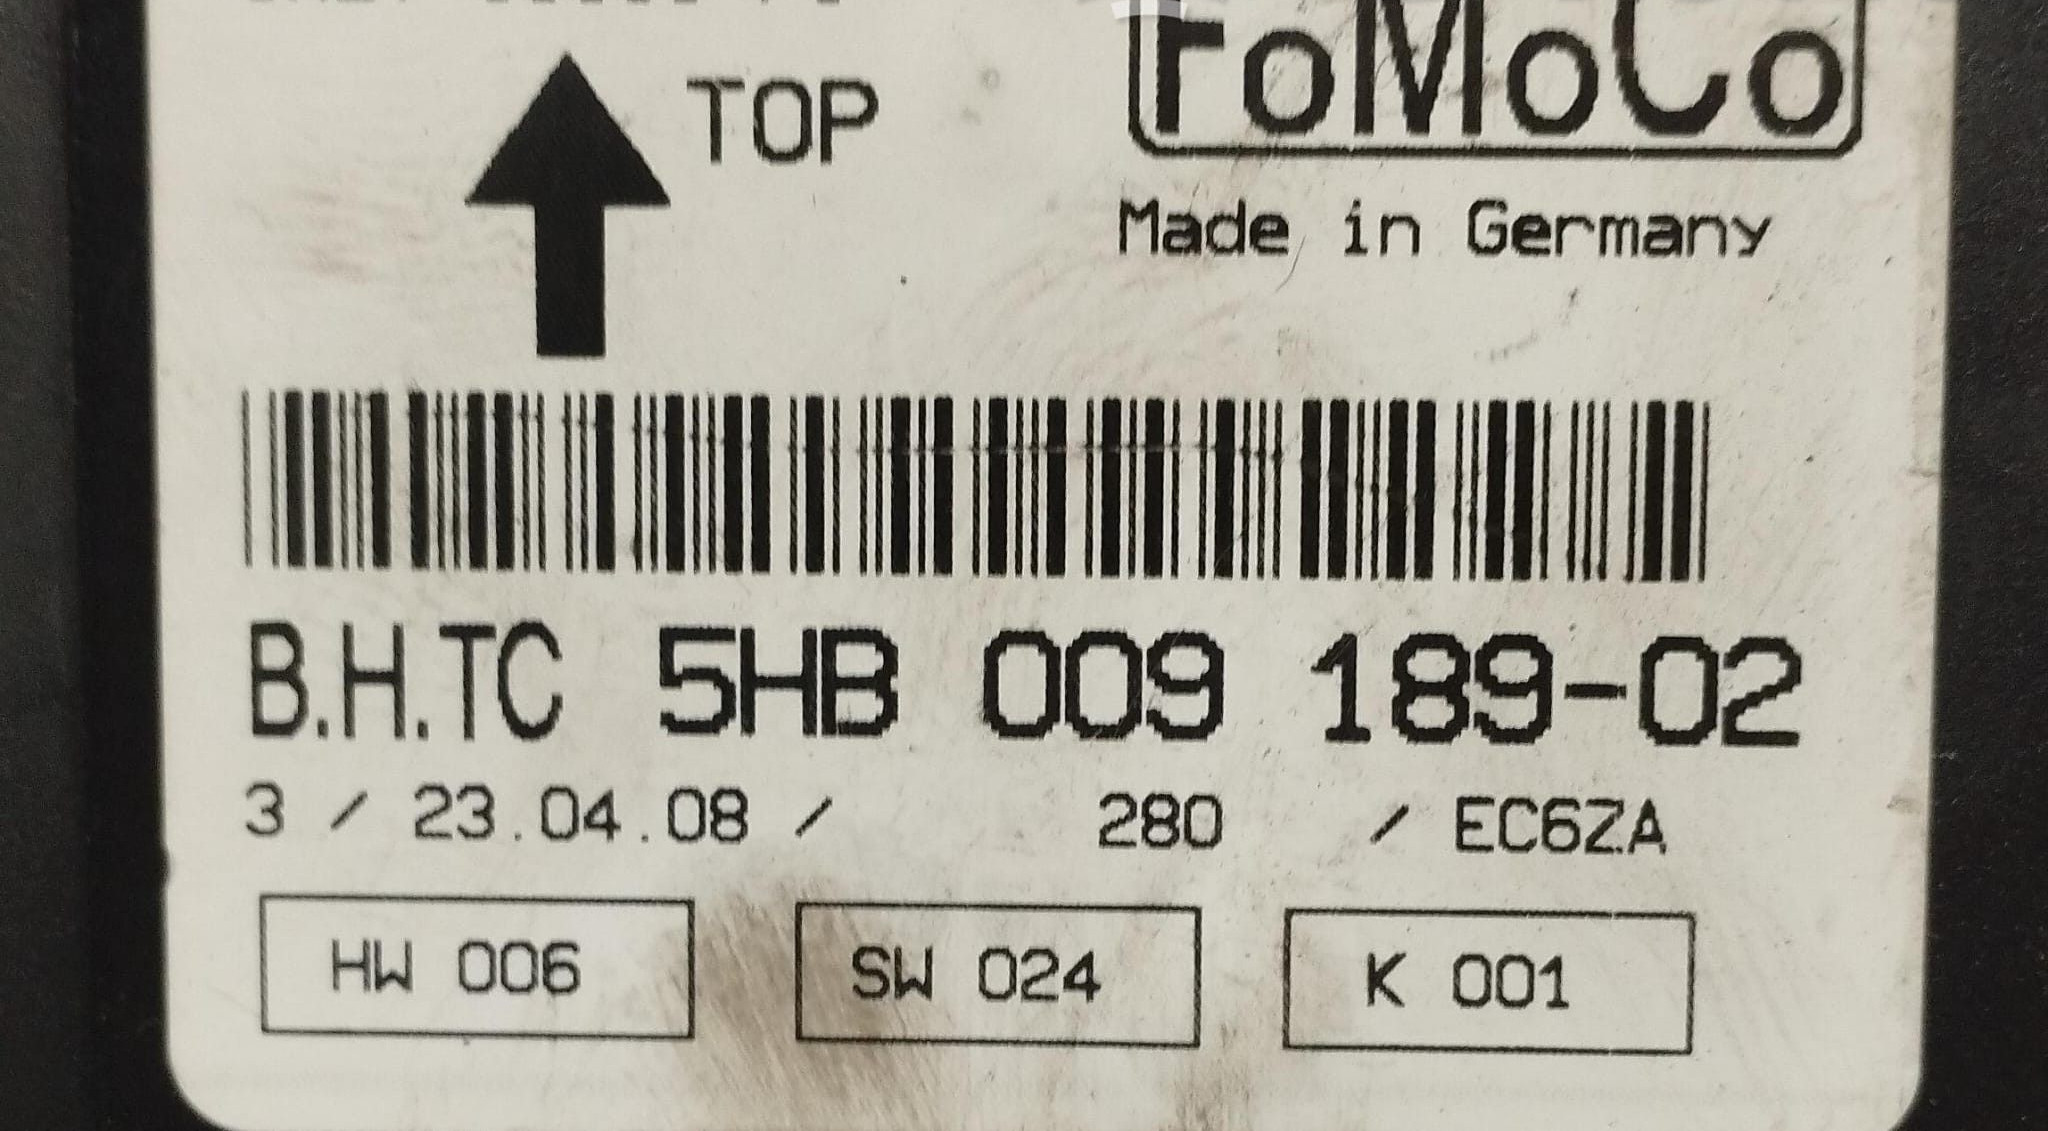 TOP
FoMoCo
Made in Germany
B.H.TC 5HB 009 189-02
3 / 23.04.08 / 280 / EC6ZA
HW 006
SW 024
K 001